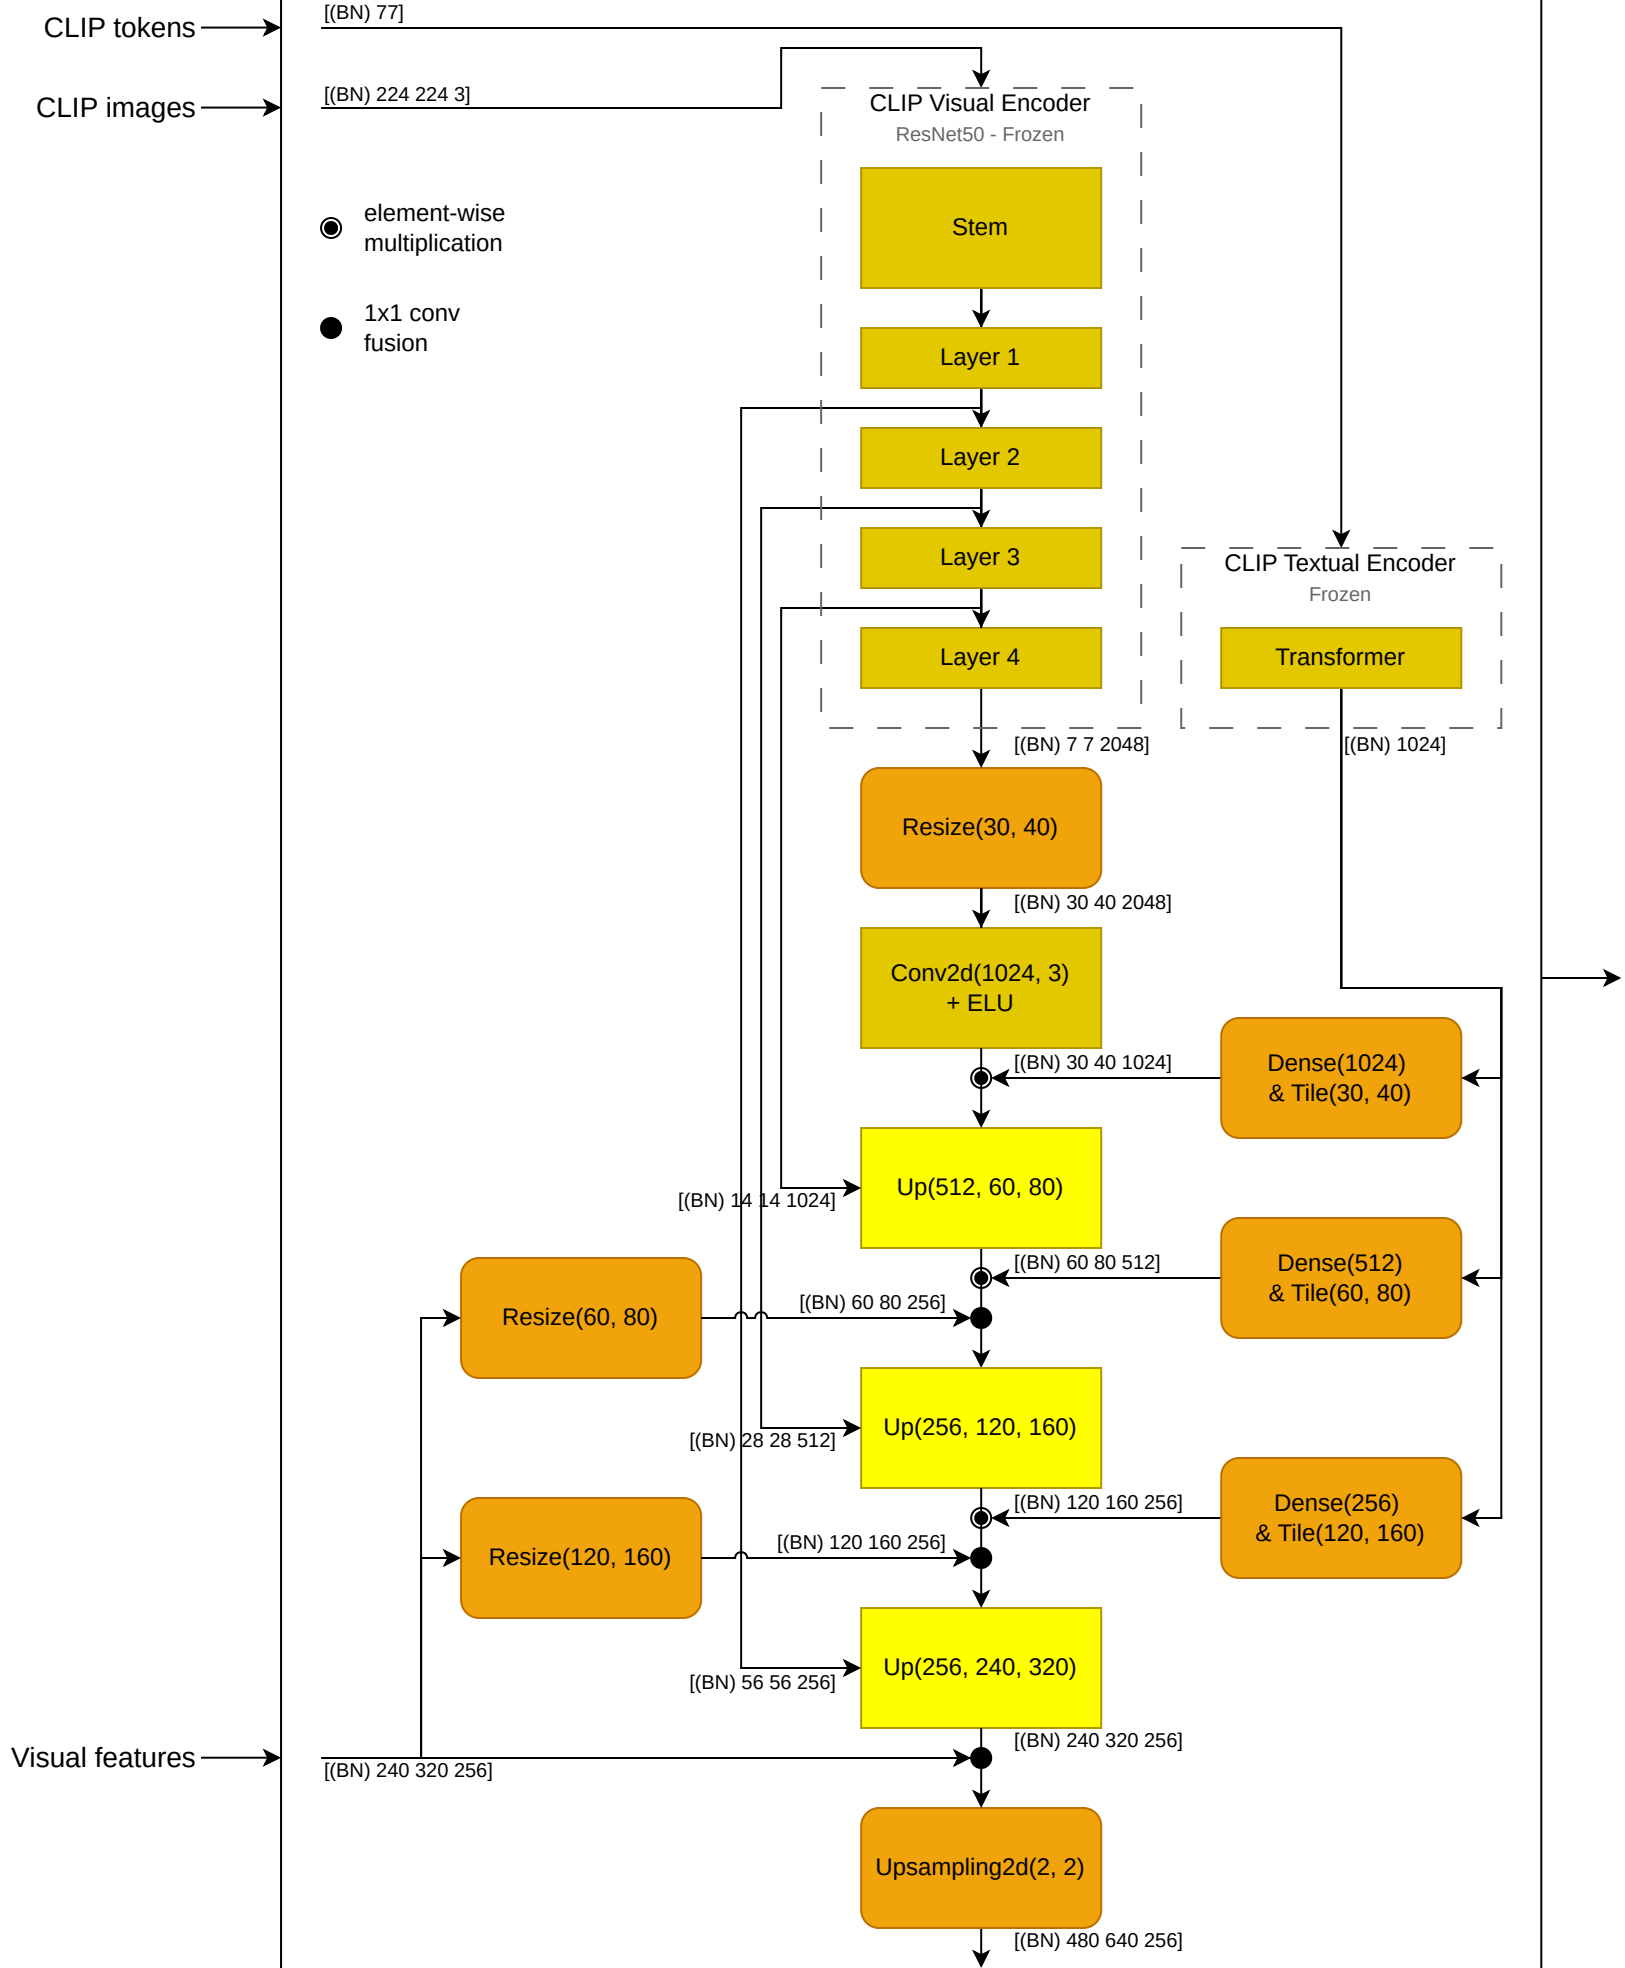 CLIP tokens
[(BN) 77]
CLIP images
[(BN) 224 224 3]
CLIP Visual Encoder
ResNet50 - Frozen
element-wise
multiplication
Stem
1x1 conv
fusion
Layer 1
Layer 2
Layer 3
CLIP Textual Encoder
Frozen
Layer 4
Transformer
[(BN) 7 7 2048]
[(BN) 1024]
Resize(30, 40)
[(BN) 30 40 2048]
Conv2d(1024, 3)
+ ELU
[(BN) 30 40 1024]
Dense(1024)
& Tile(30, 40)
Up(512, 60, 80)
[(BN) 14 14 1024]
[(BN) 60 80 512]
Dense(512)
& Tile(60, 80)
Resize(60, 80)
[(BN) 60 80 256]
Up(256, 120, 160)
[(BN) 28 28 512]
[(BN) 120 160 256]
Dense(256)
& Tile(120, 160)
Resize(120, 160)
[(BN) 120 160 256]
Up(256, 240, 320)
[(BN) 56 56 256]
[(BN) 240 320 256]
Visual features
[(BN) 240 320 256]
Upsampling2d(2, 2)
[(BN) 480 640 256]